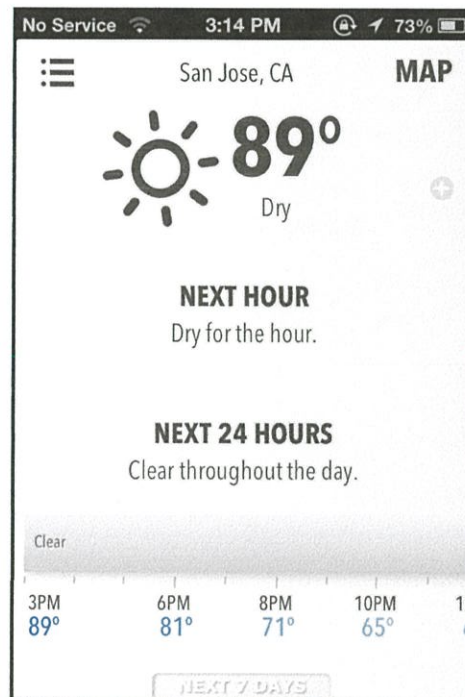 No Service 3:14 PM 73%
San Jose, CA MAP
89°
Dry
NEXT HOUR
Dry for the hour.
NEXT 24 HOURS
Clear throughout the day.
Clear
3PM 6PM 8PM 10PM
89° 81° 71° 65°
NEXT 7 DAYS